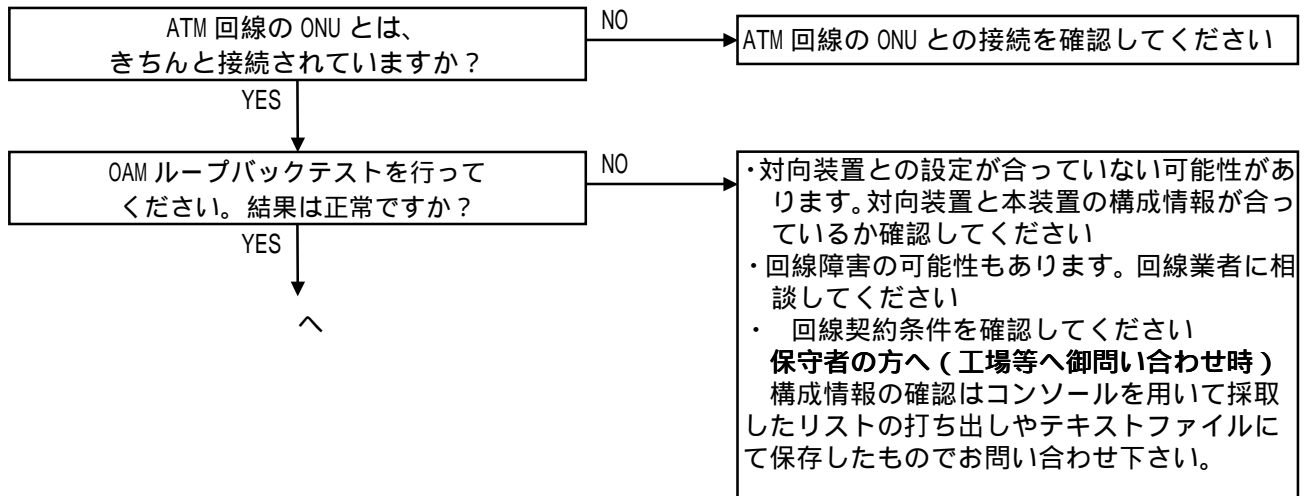 ATM 回線の ONU とは、
きちんと接続されていますか？
NO
ATM 回線の ONU との接続を確認してください
YES
OAM ループバックテストを行って
ください。結果は正常ですか？
NO
YES
へ
・対向装置との設定が合っていない可能性があ
ります。対向装置と本装置の構成情報が合っ
ているか確認してください
・回線障害の可能性もあります。回線業者に相
談してください
・ 回線契約条件を確認してください
保守者の方へ（工場等へ御問い合わせ時）
構成情報の確認はコンソールを用いて採取
したリストの打ち出しやテキストファイルに
て保存したものでお問い合わせ下さい。